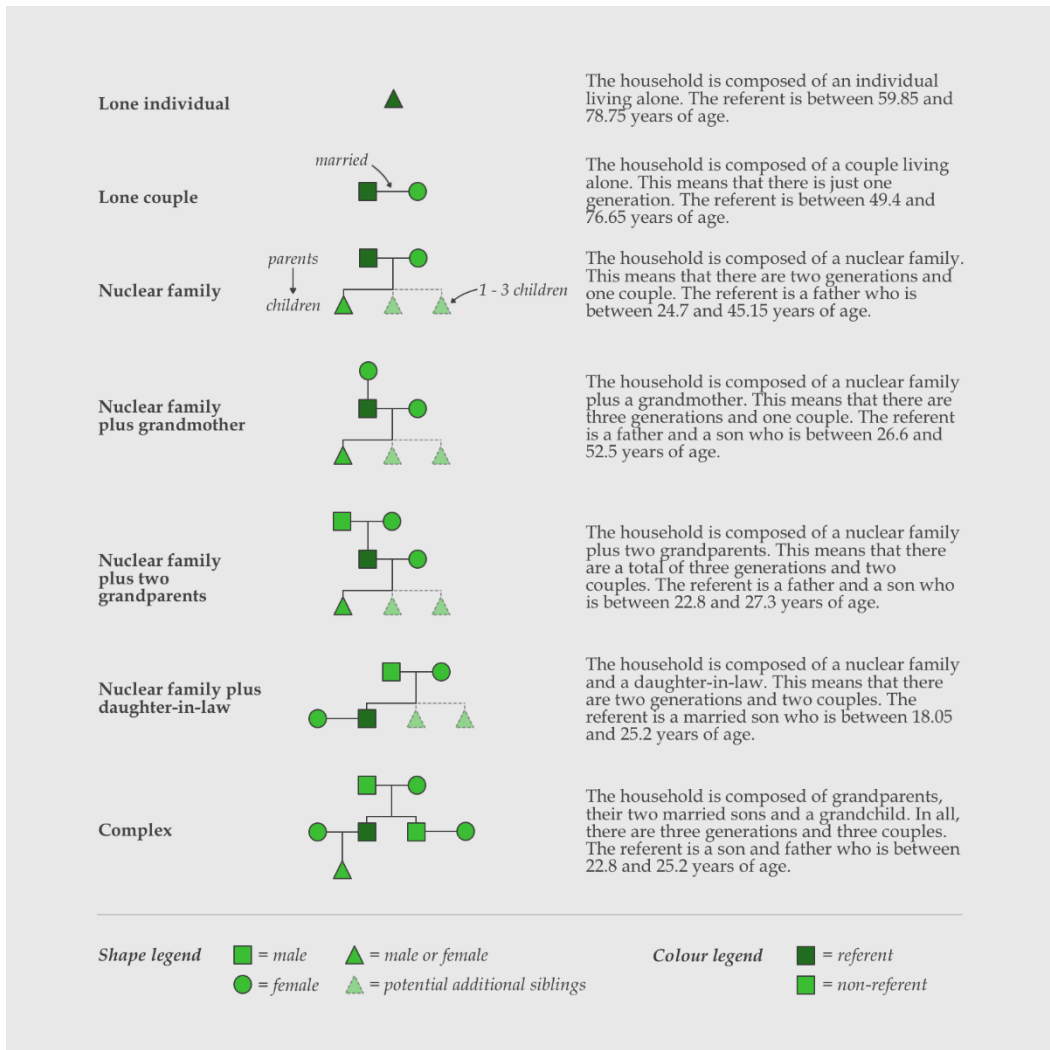 Lone individual
The household is composed of an individual
living alone. The referent is between 59.85 and
78.75 years of age.
married
Lone couple
The household is composed of a couple living
alone. This means that there is just one
generation. The referent is between 49.4 and
76.65 years of age.
parents
children
Nuclear family
1 - 3 children
The household is composed of a nuclear family.
This means that there are two generations and
one couple. The referent is a father who is
between 24.7 and 45.15 years of age.
Nuclear family
plus grandmother
The household is composed of a nuclear family
plus a grandmother. This means that there are
three generations and one couple. The referent
is a father and a son who is between 26.6 and
52.5 years of age.
Nuclear family
plus two
grandparents
The household is composed of a nuclear family
plus two grandparents. This means that there
are a total of three generations and two
couples. The referent is a father and a son who
is between 22.8 and 27.3 years of age.
Nuclear family plus
daughter-in-law
The household is composed of a nuclear family
and a daughter-in-law. This means that there
are two generations and two couples. The
referent is a married son who is between 18.05
and 25.2 years of age.
Complex
The household is composed of grandparents,
their two married sons and a grandchild. In all,
there are three generations and three couples.
The referent is a son and father who is between
22.8 and 25.2 years of age.
Shape legend
= male
= male or female
= female
= potential additional siblings
Colour legend
= referent
= non-referent